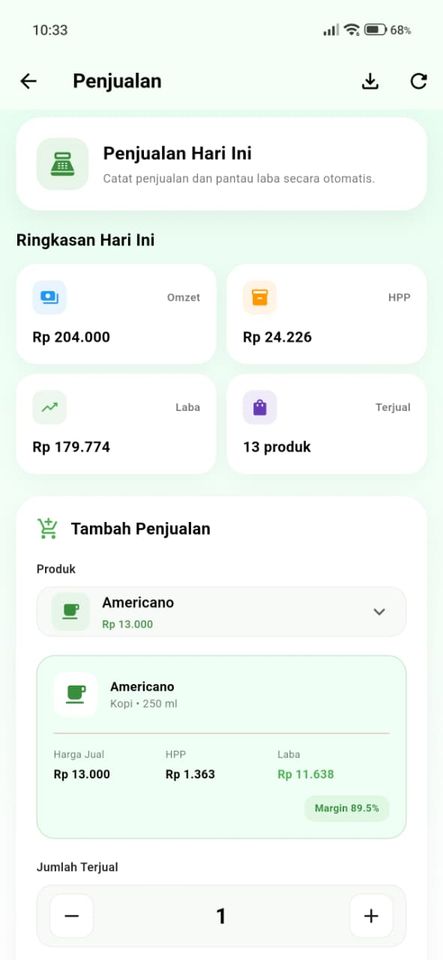 10:33
68%
Penjualan
Penjualan Hari Ini
Catat penjualan dan pantau laba secara otomatis.
Ringkasan Hari Ini
Omzet
Rp 204.000
HPP
Rp 24.226
Laba
Rp 179.774
Terjual
13 produk
Tambah Penjualan
Produk
Americano
Rp 13.000
Americano
Kopi • 250 ml
Harga Jual
HPP
Laba
Rp 13.000
Rp 1.363
Rp 11.638
Margin 89.5%
Jumlah Terjual
1